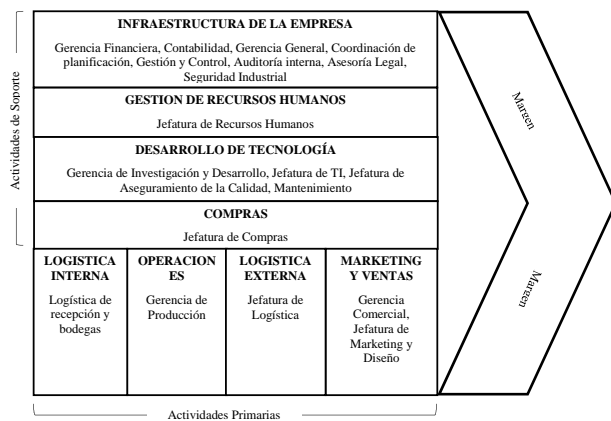 INFRAESTRUCTURA DE LA EMPRESA
Gerencia Financiera, Contabilidad, Gerencia General, Coordinación de
planificación, Gestión y Control, Auditoría interna, Asesoría Legal,
Seguridad Industrial
GESTION DE RECURSOS HUMANOS
Jefatura de Recursos Humanos
DESARROLLO DE TECNOLOGÍA
Gerencia de Investigación y Desarrollo, Jefatura de TI, Jefatura de
Aseguramiento de la Calidad, Mantenimiento
COMPRAS
Jefatura de Compras
Actividades de Soporte
LOGISTICA
INTERNA
Logística de
recepción y
bodegas
OPERACION
ES
Gerencia de
Producción
LOGISTICA
EXTERNA
Jefatura de
Logística
MARKETING
Y VENTAS
Gerencia
Comercial,
Jefatura de
Marketing y
Diseño
Margen
Margen
Actividades Primarias